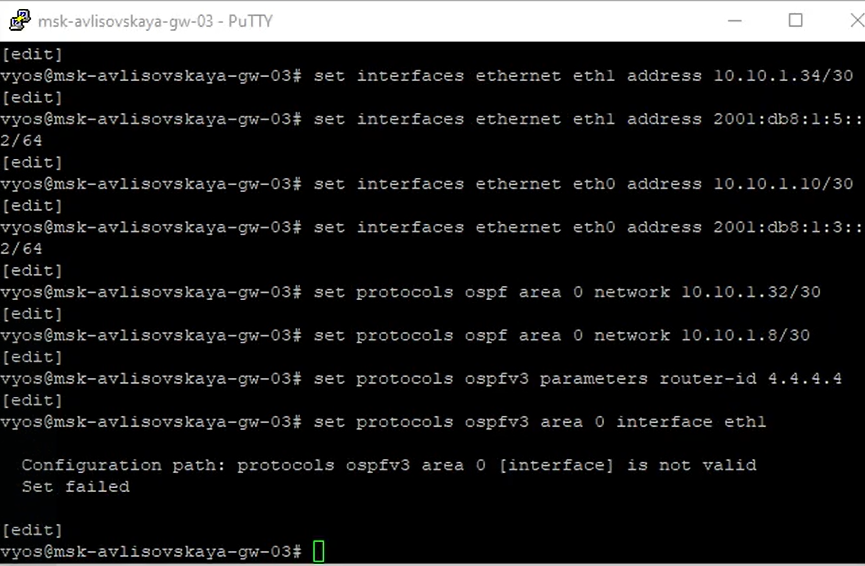 msk-avlisovskaya-gw-03 - PuTTY
[edit]
vyos@msk-avlisovskaya-gw-03# set interfaces ethernet eth1 address 10.10.1.34/30
[edit]
vyos@msk-avlisovskaya-gw-03# set interfaces ethernet eth1 address 2001:db8:1:5::
2/64
[edit]
vyos@msk-avlisovskaya-gw-03# set interfaces ethernet eth0 address 10.10.1.10/30
[edit]
vyos@msk-avlisovskaya-gw-03# set interfaces ethernet eth0 address 2001:db8:1:3::
2/64
[edit]
vyos@msk-avlisovskaya-gw-03# set protocols ospf area 0 network 10.10.1.32/30
[edit]
vyos@msk-avlisovskaya-gw-03# set protocols ospf area 0 network 10.10.1.8/30
[edit]
vyos@msk-avlisovskaya-gw-03# set protocols ospfv3 parameters router-id 4.4.4.4
[edit]
vyos@msk-avlisovskaya-gw-03# set protocols ospfv3 area 0 interface eth1
Configuration path: protocols ospfv3 area 0 [interface] is not valid
Set failed
[edit]
vyos@msk-avlisovskaya-gw-03#